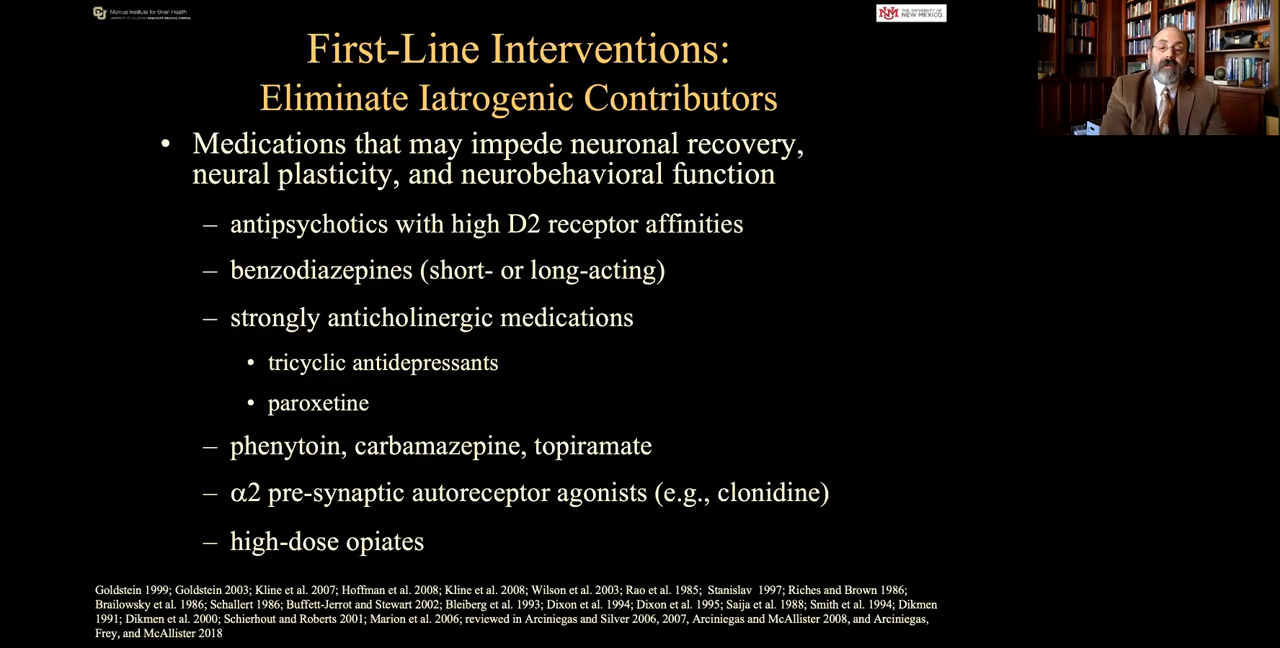 Marcus Institute for Brain Health
UNIVERSITY OF COLORADO ANSCHUTZ MEDICAL CAMPUS
NM THE UNIVERSITY OF
NEW MEXICO
First-Line Interventions:
Eliminate Iatrogenic Contributors
• Medications that may impede neuronal recovery,
neural plasticity, and neurobehavioral function
– antipsychotics with high D2 receptor affinities
– benzodiazepines (short- or long-acting)
– strongly anticholinergic medications
• tricyclic antidepressants
• paroxetine
– phenytoin, carbamazepine, topiramate
– α2 pre-synaptic autoreceptor agonists (e.g., clonidine)
– high-dose opiates
Goldstein 1999; Goldstein 2003; Kline et al. 2007; Hoffman et al. 2008; Kline et al. 2008; Wilson et al. 2003; Rao et al. 1985; Stanislav 1997; Riches and Brown 1986;
Brailowsky et al. 1986; Schallert 1986; Buffett-Jerrot and Stewart 2002; Bleiberg et al. 1993; Dixon et al. 1994; Dixon et al. 1995; Saija et al. 1988; Smith et al. 1994; Dikmen
1991; Dikmen et al. 2000; Schierhout and Roberts 2001; Marion et al. 2006; reviewed in Arciniegas and Silver 2006, 2007, Arciniegas and McAllister 2008, and Arciniegas,
Frey, and McAllister 2018